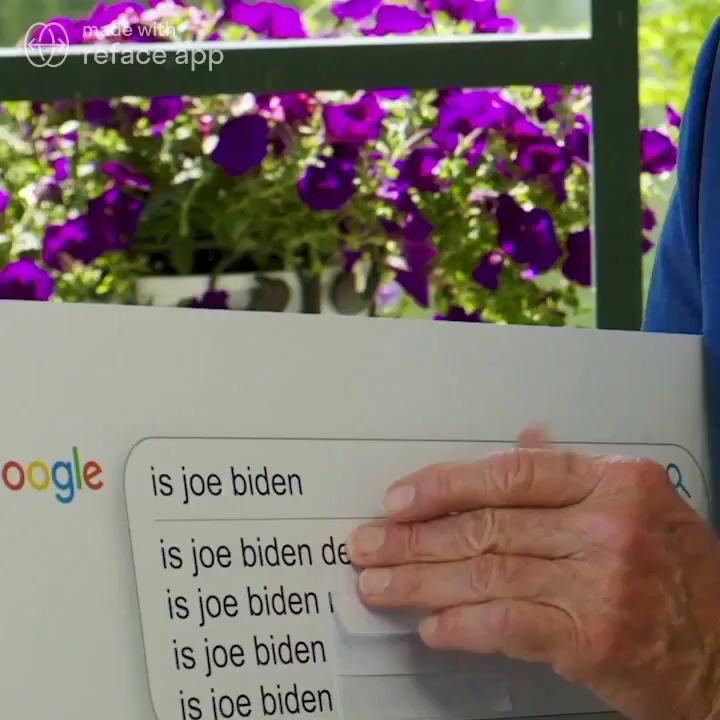 made with
reface app
oogle
is joe biden
is joe biden de
is joe biden
is joe biden
is joe biden